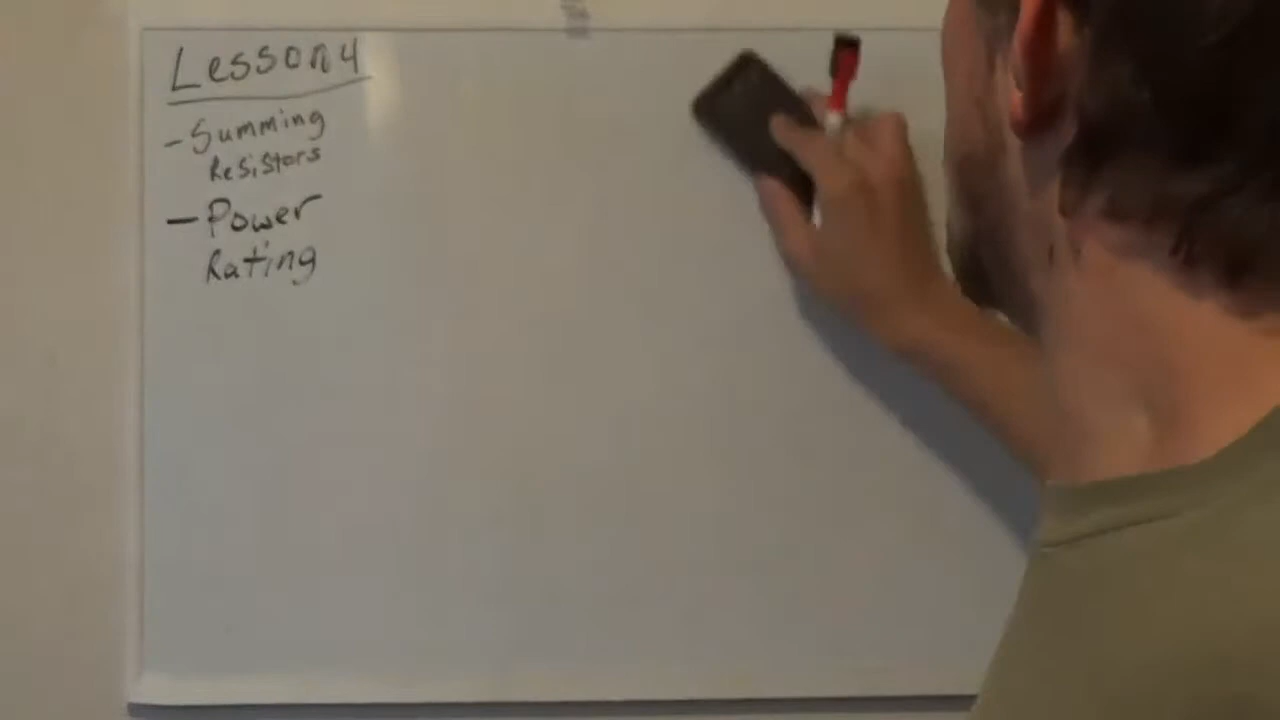 Lesson 4
- Summing
Resistors
- Power
Rating